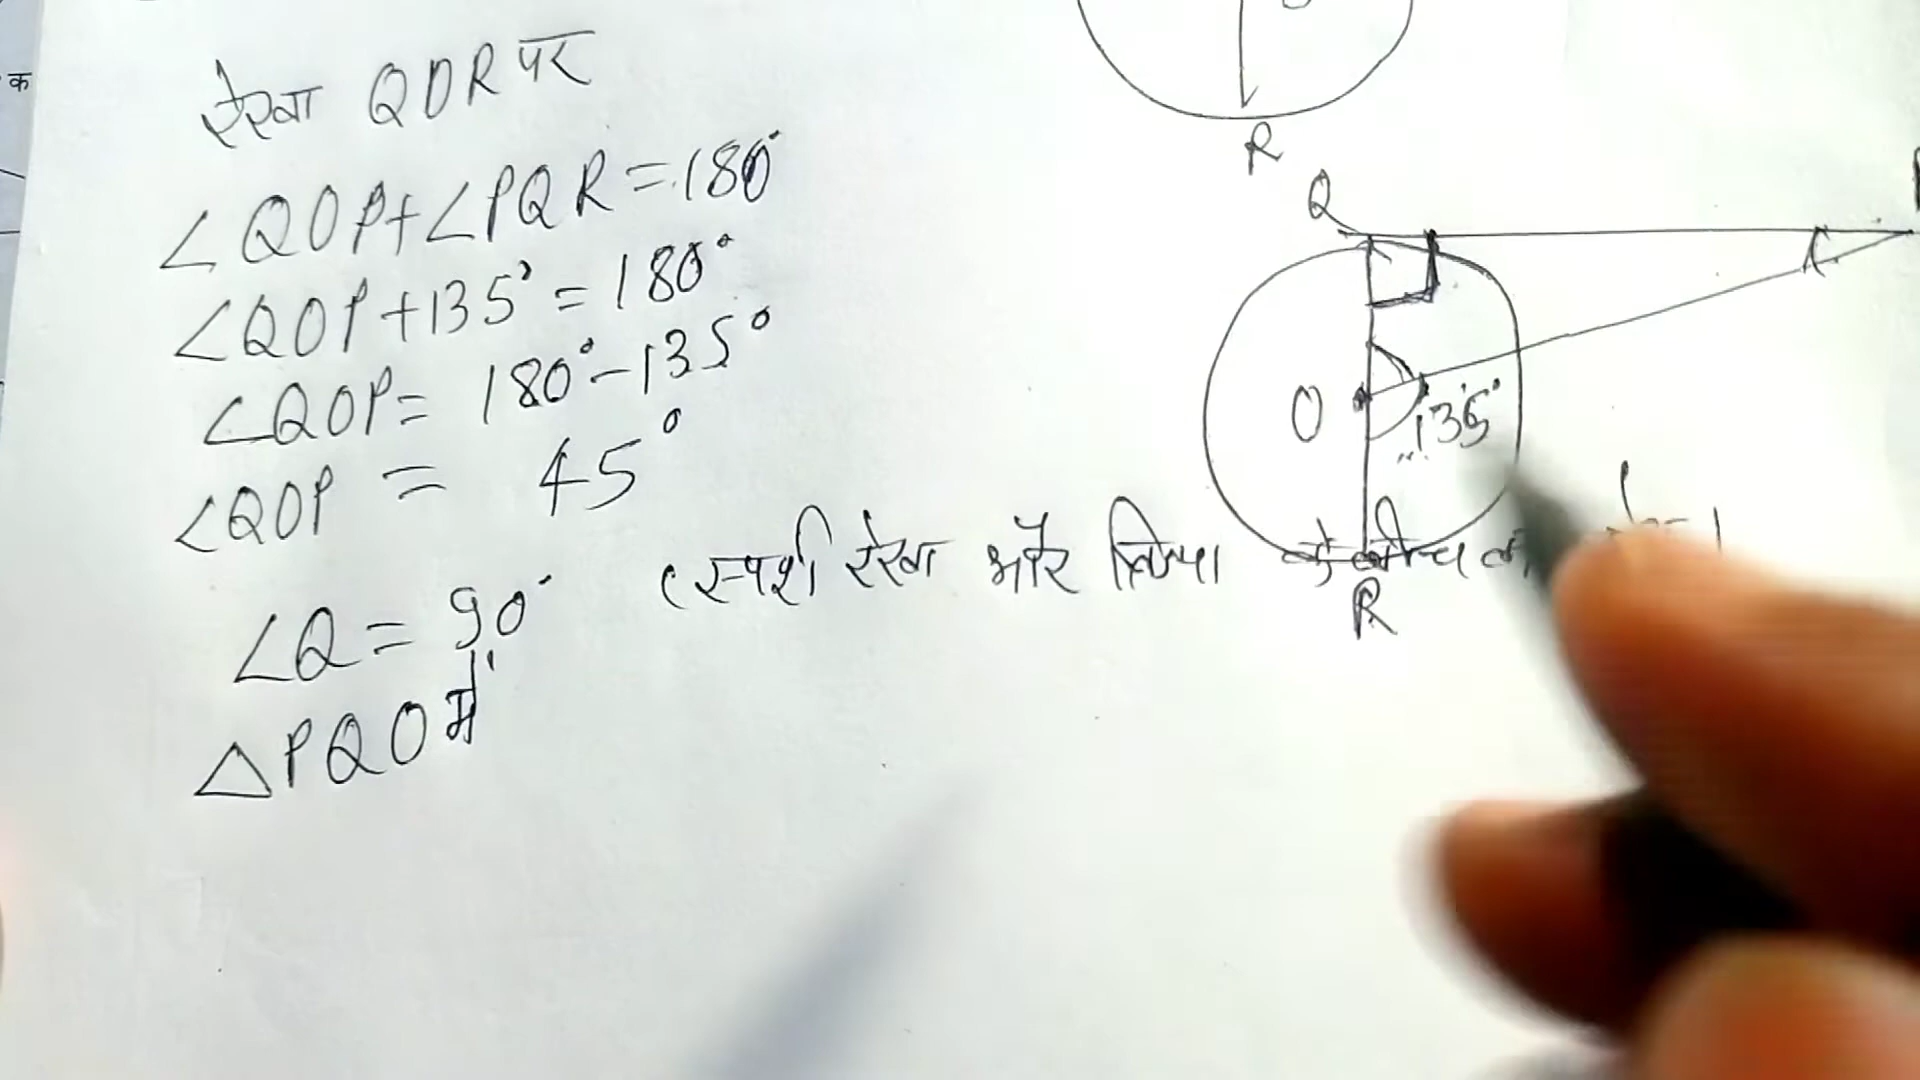 क
रेखा QOR पर
∠QOP+∠PQR=180°
∠QOP+135°=180°
∠QOP= 180°-135°
∠QOP = 45°
∠Q= 90° (स्पर्श रेखा और त्रिज्या के बीच
△PQO में
R
Q
O
135°
R